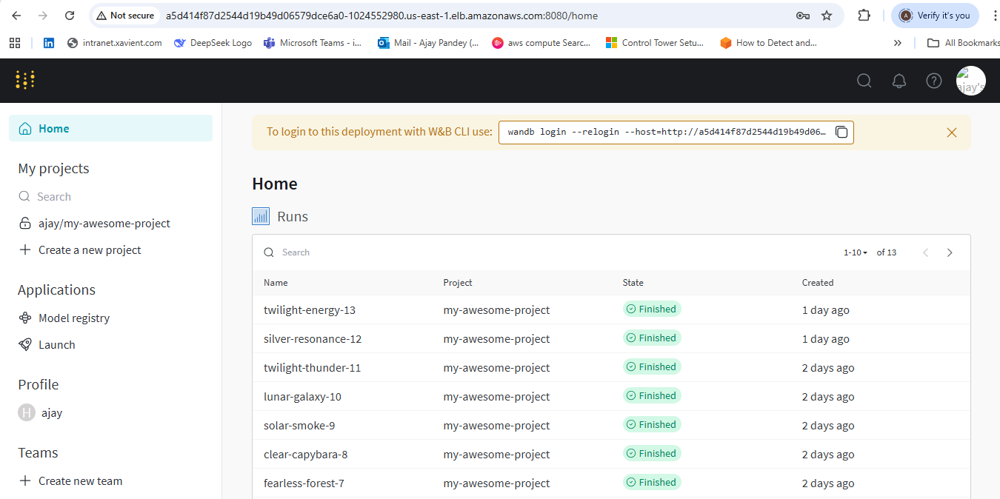 Not secure a5d414f87d2544d19b49d06579dce6a0-1024552980.us-east-1.elb.amazonaws.com:8080/home A Verify it's you
intranet.xavient.com DeepSeek Logo Microsoft Teams - i... Mail - Ajay Pandey (... aws compute Searc... Control Tower Setu... How to Detect and... » All Bookmarks
ajay's
Home
My projects
Search
ajay/my-awesome-project
Create a new project
Applications
Model registry
Launch
Profile
H ajay
Teams
Create new team
To login to this deployment with W&B CLI use: wandb login --relogin --host=http://a5d414f87d2544d19b49d06…
Home
Runs
Search 1-10 of 13
Name Project State Created
twilight-energy-13 my-awesome-project Finished 1 day ago
silver-resonance-12 my-awesome-project Finished 1 day ago
twilight-thunder-11 my-awesome-project Finished 2 days ago
lunar-galaxy-10 my-awesome-project Finished 2 days ago
solar-smoke-9 my-awesome-project Finished 2 days ago
clear-capybara-8 my-awesome-project Finished 2 days ago
fearless-forest-7 my-awesome-project Finished 2 days ago